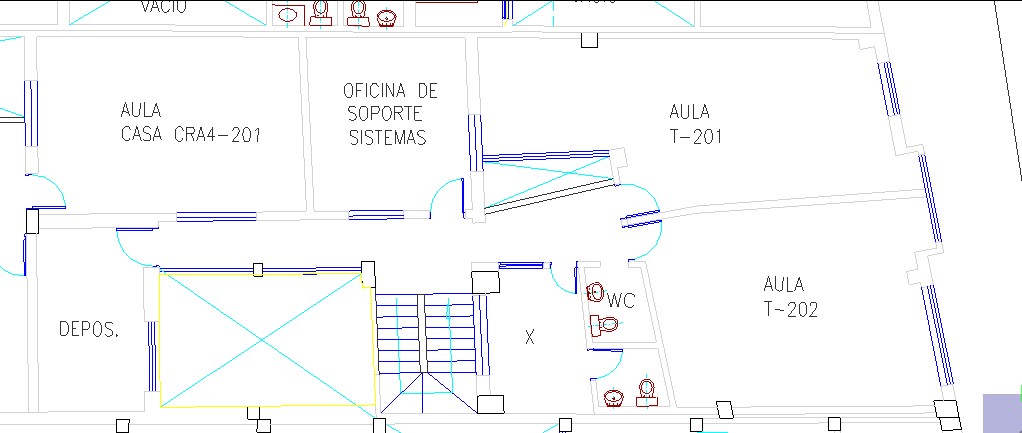 VACIO
AULA
CASA CRA4-201
OFICINA DE
SOPORTE
SISTEMAS
AULA
T-201
AULA
T-202
WC
DEPOS.
X